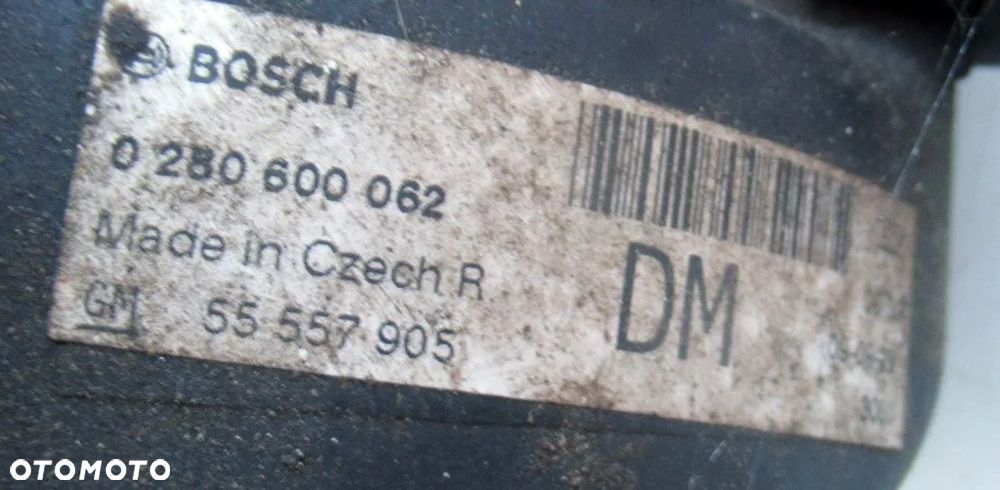 BOSCH
0 280 600 062
Made in Czech R
GM 55 557 905
DM
OTOMOTO